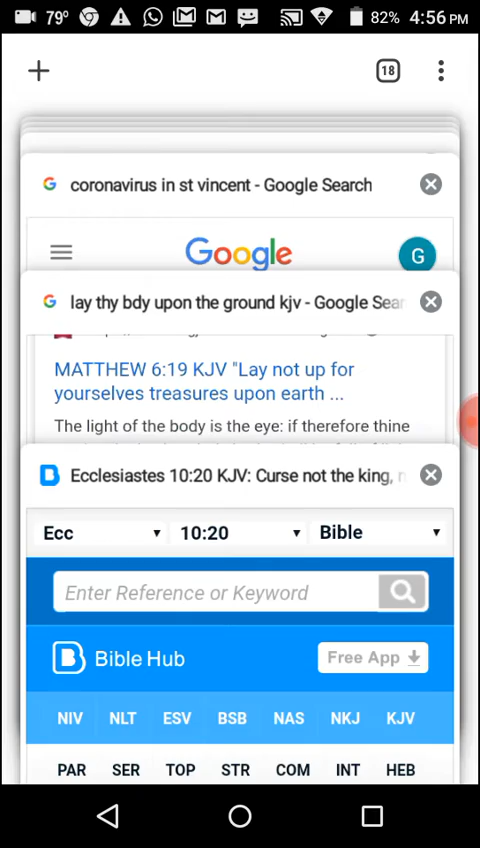 79° 82% 4:56 PM
18
coronavirus in st vincent - Google Search
Google G
lay thy bdy upon the ground kjv - Google Sear
MATTHEW 6:19 KJV "Lay not up for
yourselves treasures upon earth ...
The light of the body is the eye: if therefore thine
Ecclesiastes 10:20 KJV: Curse not the king, n
Ecc 10:20 Bible
Enter Reference or Keyword
Bible Hub Free App
NIV NLT ESV BSB NAS NKJ KJV
PAR SER TOP STR COM INT HEB